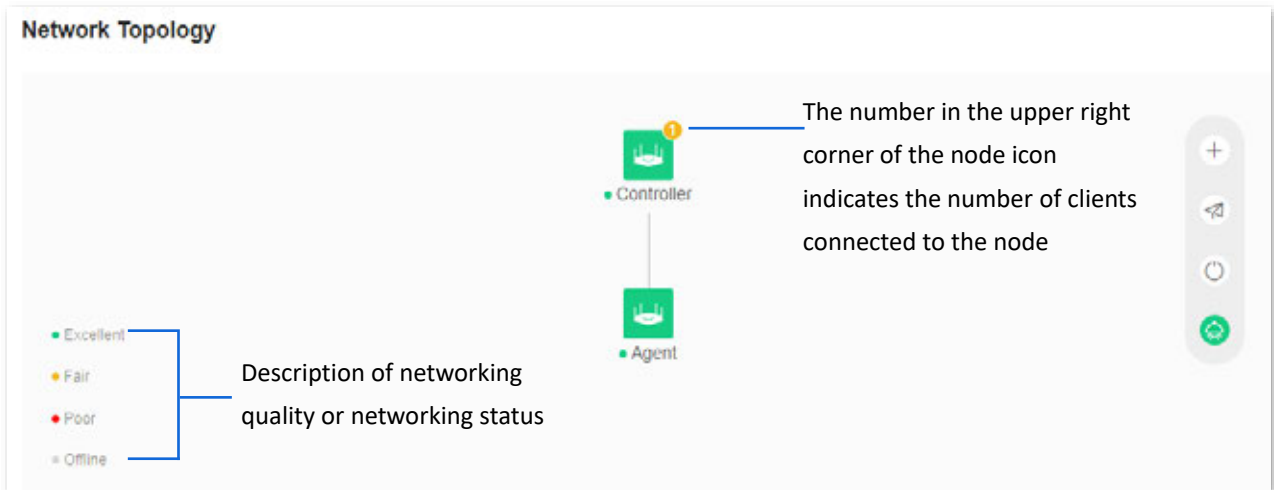 Network Topology
1
The number in the upper right
corner of the node icon
indicates the number of clients
connected to the node
Controller
Agent
Excellent
Fair
Poor
Offline
Description of networking
quality or networking status